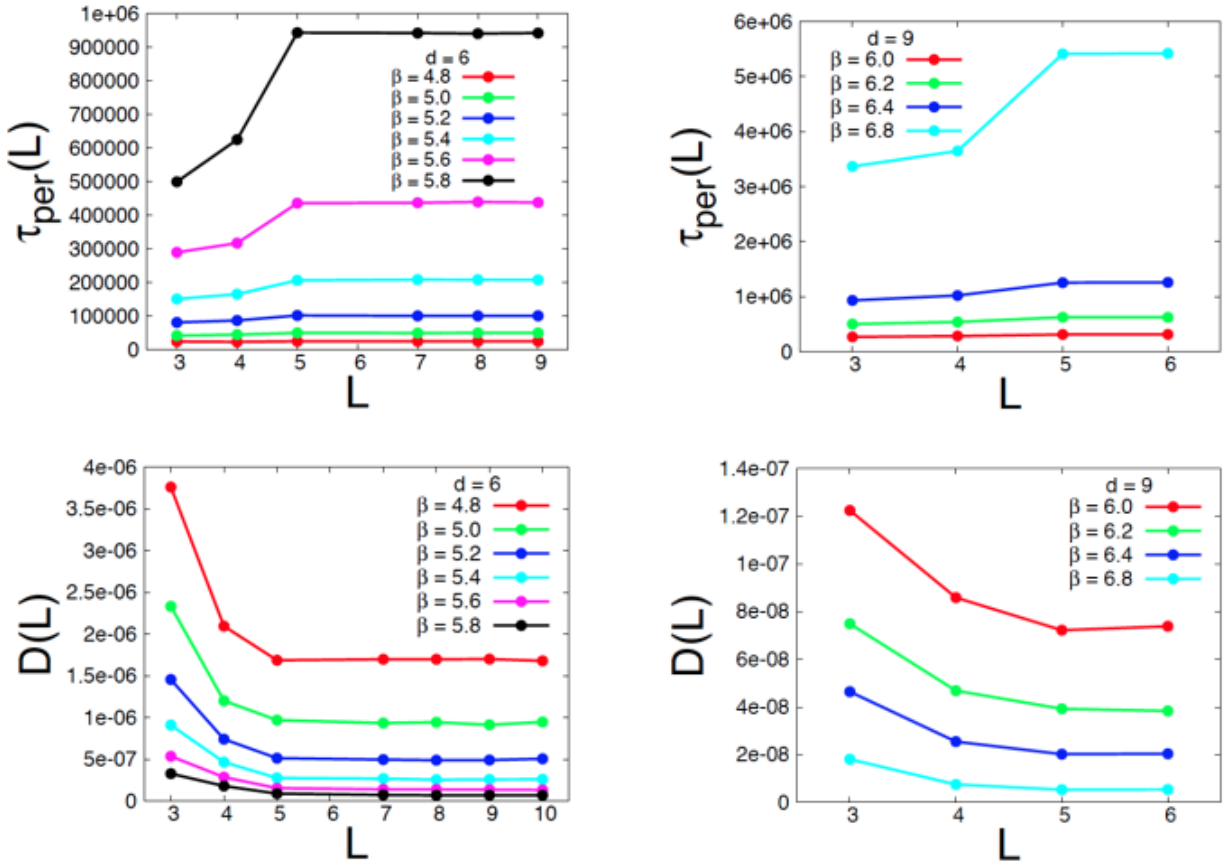 1e+06
900000
800000
700000
600000
500000
400000
300000
200000
100000
0
τper(L)
d = 6
β = 4.8
β = 5.0
β = 5.2
β = 5.4
β = 5.6
β = 5.8
3 4 5 6 7 8 9
L
6e+06
5e+06
4e+06
3e+06
2e+06
1e+06
0
τper(L)
d = 9
β = 6.0
β = 6.2
β = 6.4
β = 6.8
3 4 5 6
L
4e-06
3.5e-06
3e-06
2.5e-06
2e-06
1.5e-06
1e-06
5e-07
0
D(L)
d = 6
β = 4.8
β = 5.0
β = 5.2
β = 5.4
β = 5.6
β = 5.8
3 4 5 6 7 8 9 10
L
1.4e-07
1.2e-07
1e-07
8e-08
6e-08
4e-08
2e-08
0
D(L)
d = 9
β = 6.0
β = 6.2
β = 6.4
β = 6.8
3 4 5 6
L